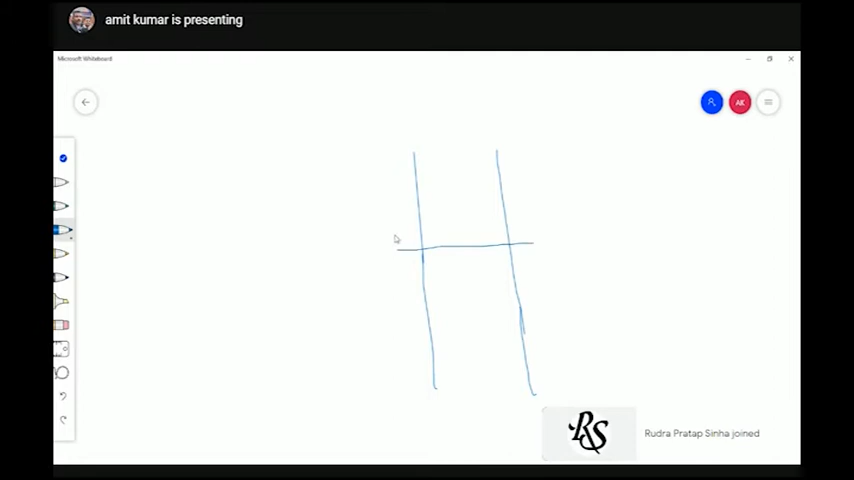 amit kumar is presenting
Microsoft Whiteboard
AK
RS
Rudra Pratap Sinha joined